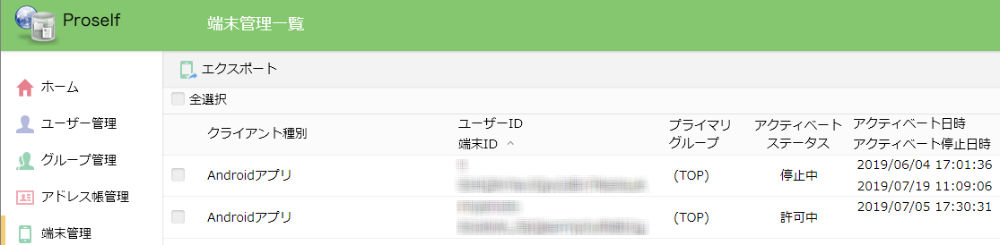 Proself
端末管理一覧
エクスポート
全選択
ホーム
ユーザー管理
グループ管理
アドレス帳管理
端末管理
クライアント種別
ユーザーID
端末ID
プライマリ
グループ
アクティベート
ステータス
アクティベート日時
アクティベート停止日時
Androidアプリ
(TOP)
停止中
2019/06/04 17:01:36
2019/07/19 11:09:06
Androidアプリ
(TOP)
許可中
2019/07/05 17:30:31